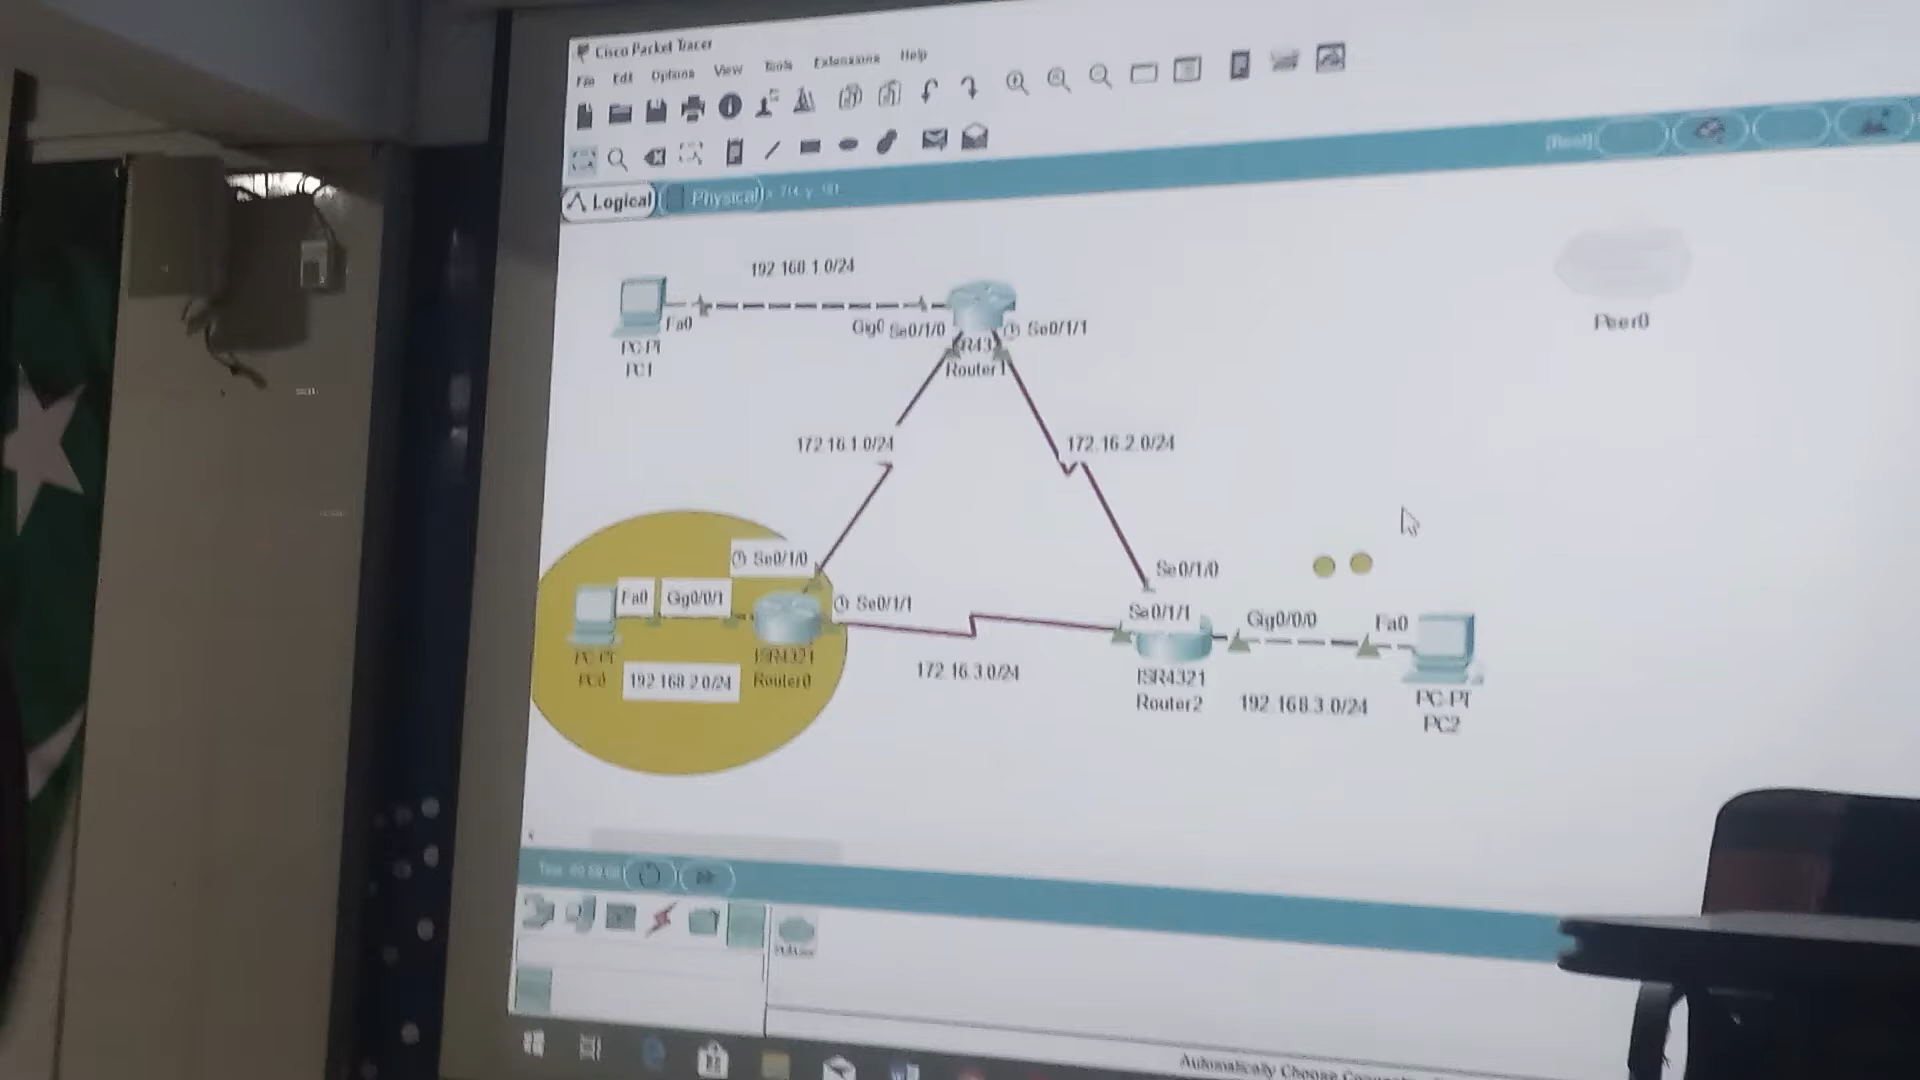 Cisco Packet Tracer
File Edit Options View Tools Extensions Help
[Root]
Logical
Physical
192.168.1.0/24
Fa0
Gig0
Se0/1/0
Se0/1/1
PC-PT
PC1
R43
Router1
Peer0
172.16.1.0/24
172.16.2.0/24
Se0/1/0
Fa0
Gig0/0/1
Se0/1/1
PC-PT
PC0
192.168.2.0/24
ISR4321
Router0
172.16.3.0/24
Se0/1/0
Se0/1/1
Gig0/0/0
Fa0
ISR4321
Router2
192.168.3.0/24
PC-PT
PC2
Automatically Choose